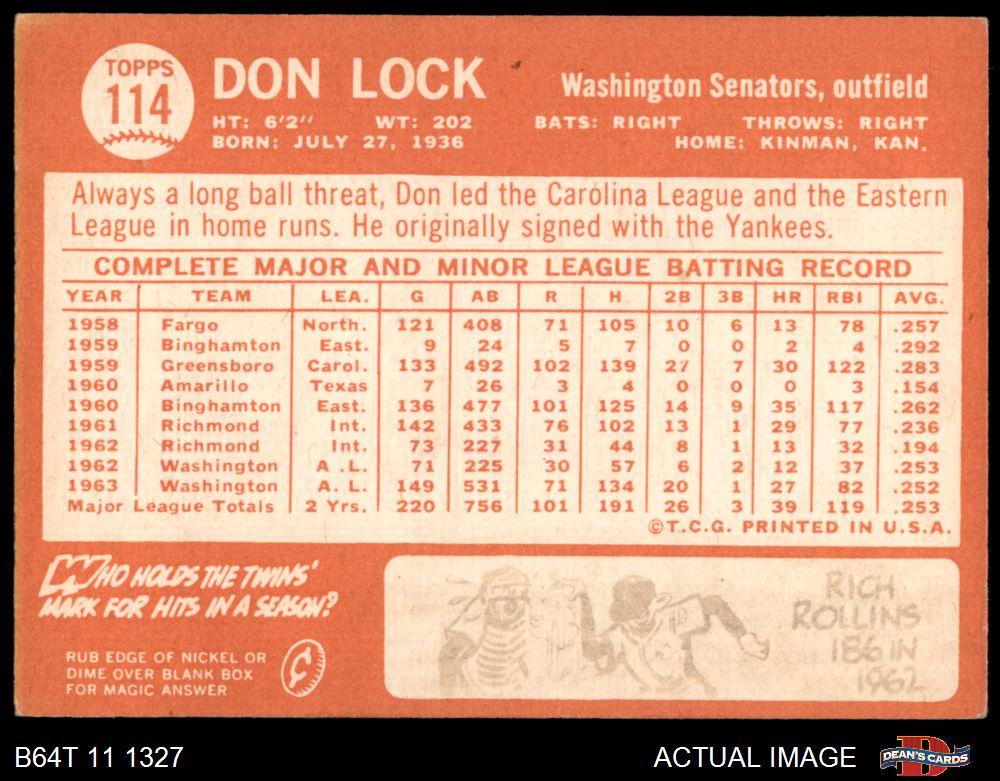 TOPPS
114
DON LOCK
Washington Senators, outfield
HT: 6'2" WT: 202 BATS: RIGHT THROWS: RIGHT
BORN: JULY 27, 1936 HOME: KINMAN, KAN.
Always a long ball threat, Don led the Carolina League and the Eastern
League in home runs. He originally signed with the Yankees.
COMPLETE MAJOR AND MINOR LEAGUE BATTING RECORD
YEAR TEAM LEA. G AB R H 2B 3B HR RBI AVG.
1958 Fargo North. 121 408 71 105 10 6 13 78 .257
1959 Binghamton East. 9 24 5 7 0 0 2 4 .292
1959 Greensboro Carol. 133 492 102 139 27 7 30 122 .283
1960 Amarillo Texas 7 26 3 4 0 0 0 3 .154
1960 Binghamton East. 136 477 101 125 14 9 35 117 .262
1961 Richmond Int. 142 433 76 102 13 1 29 77 .236
1962 Richmond Int. 73 227 31 44 8 1 13 32 .194
1962 Washington A .L. 71 225 30 57 6 2 12 37 .253
1963 Washington A. L. 149 531 71 134 20 1 27 82 .252
Major League Totals 2 Yrs. 220 756 101 191 26 3 39 119 .253
©T.C.G. PRINTED IN U.S.A.
WHO HOLDS THE TWINS'
MARK FOR HITS IN A SEASON?
RUB EDGE OF NICKEL OR
DIME OVER BLANK BOX
FOR MAGIC ANSWER
¢
RICH
ROLLINS
186 IN
1962
B64T 11 1327
ACTUAL IMAGE
DEAN'S CARDS